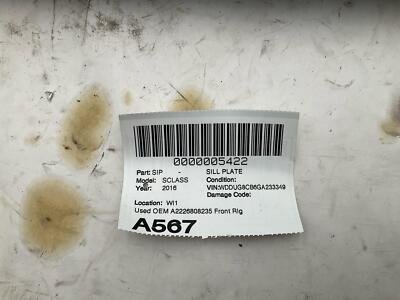 0000005422
Part: SIP - SILL PLATE
Model: SCLASS Condition:
Year: 2016 VIN:WDDUG8CB6GA233349
Damage Code:
Location: WI1
Used OEM A2226808235 Front Rig
A567